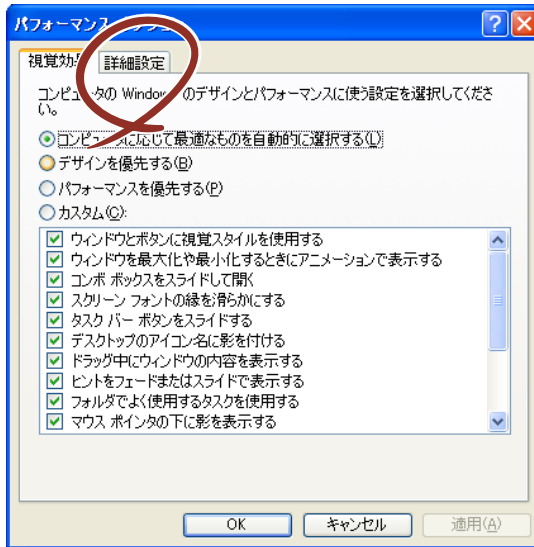 パフォーマンス
視覚効
詳細設定
コンピュータの Windows のデザインとパフォーマンスに使う設定を選択してくださ
い。
コンピュータに応じて最適なものを自動的に選択する(L)
デザインを優先する(B)
パフォーマンスを優先する(P)
カスタム(C):
ウィンドウとボタンに視覚スタイルを使用する
ウィンドウを最大化や最小化するときにアニメーションで表示する
コンボ ボックスをスライドして開く
スクリーン フォントの縁を滑らかにする
タスク バー ボタンをスライドする
デスクトップのアイコン名に影を付ける
ドラッグ中にウィンドウの内容を表示する
ヒントをフェードまたはスライドで表示する
フォルダでよく使用するタスクを使用する
マウス ポインタの下に影を表示する
OK
キャンセル
適用(A)